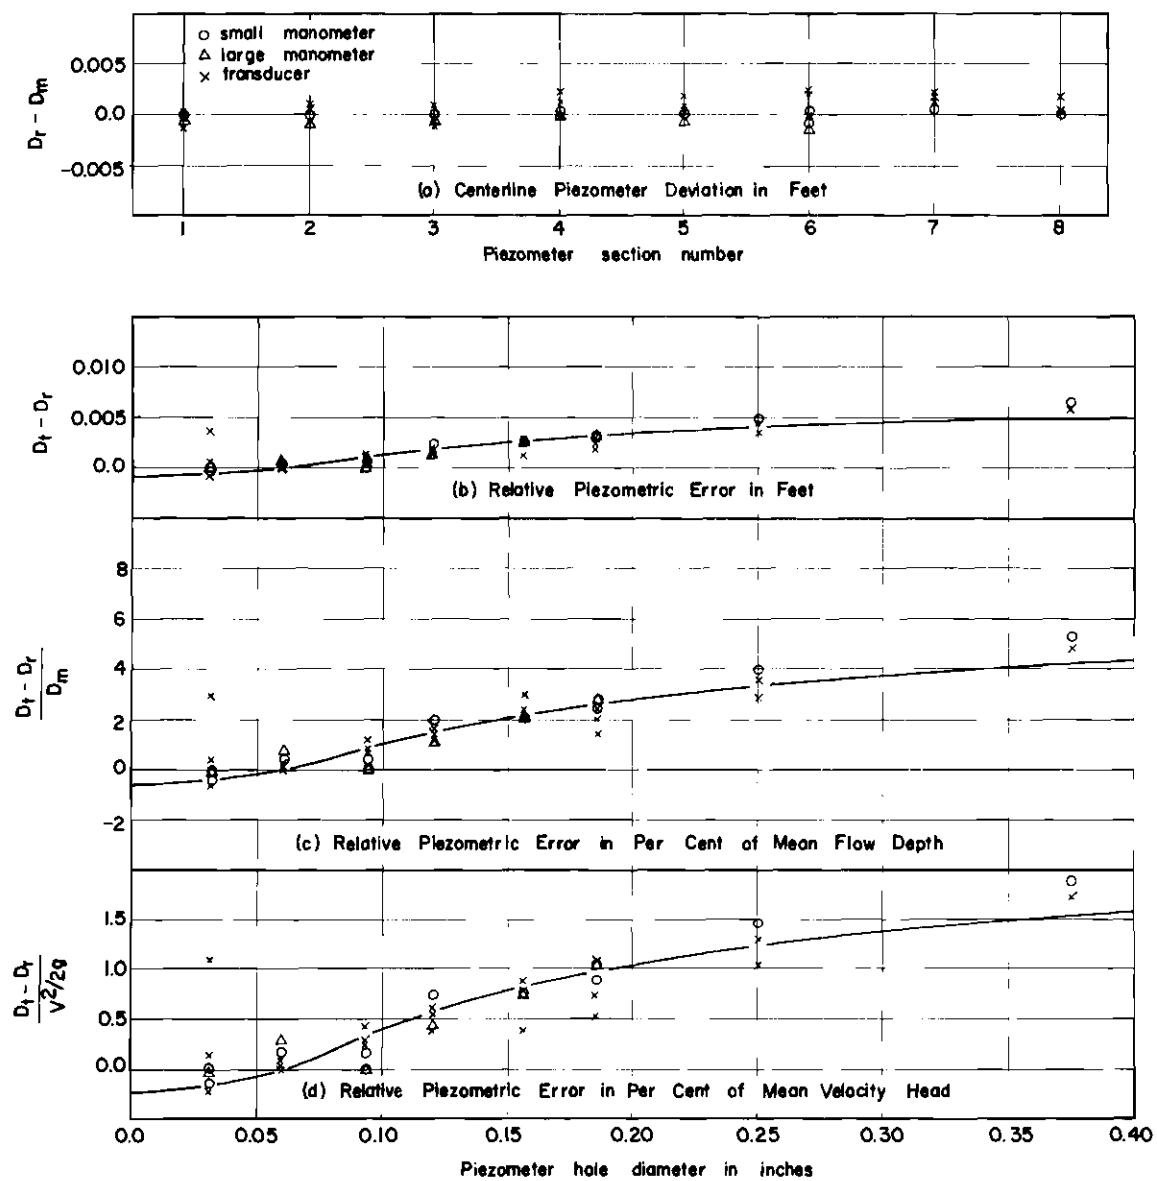 o small manometer
△ large manometer
× transducer
0.005
0.0
-0.005
Dr - Dm
(a) Centerline Piezometer Deviation in Feet
1 2 3 4 5 6 7 8
Piezometer section number
0.010
0.005
0.0
Dt - Dr
(b) Relative Piezometric Error in Feet
8
6
4
2
0
-2
Dt - Dr
Dm
(c) Relative Piezometric Error in Per Cent of Mean Flow Depth
1.5
1.0
0.5
0.0
Dt - Dr
V²/2g
(d) Relative Piezometric Error in Per Cent of Mean Velocity Head
0.0 0.05 0.10 0.15 0.20 0.25 0.30 0.35 0.40
Piezometer hole diameter in inches